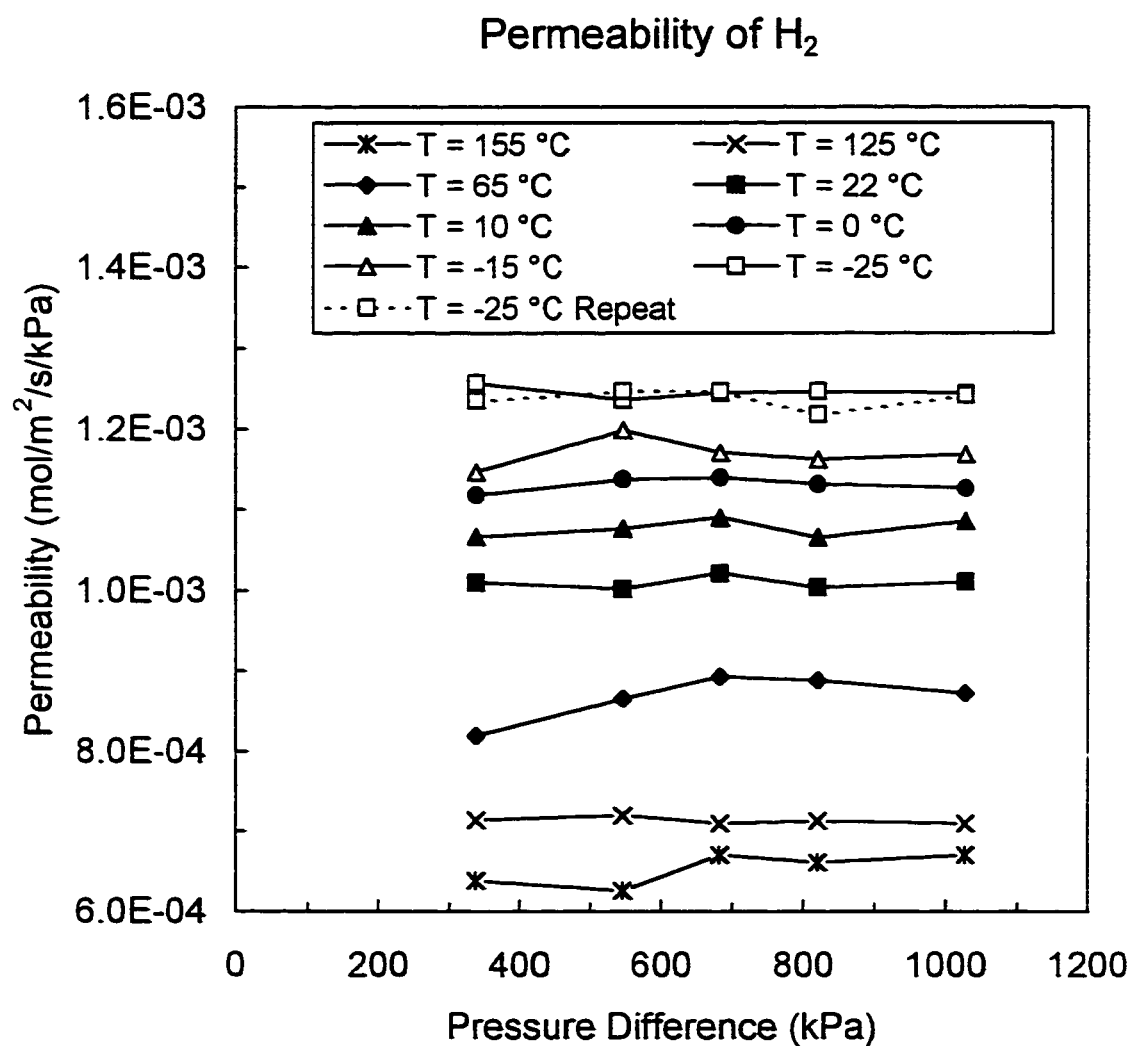 Permeability of H₂
1.6E-03
1.4E-03
1.2E-03
1.0E-03
8.0E-04
6.0E-04
Permeability (mol/m²/s/kPa)
T = 155 °C
T = 125 °C
T = 65 °C
T = 22 °C
T = 10 °C
T = 0 °C
T = -15 °C
T = -25 °C
T = -25 °C Repeat
0 200 400 600 800 1000 1200
Pressure Difference (kPa)